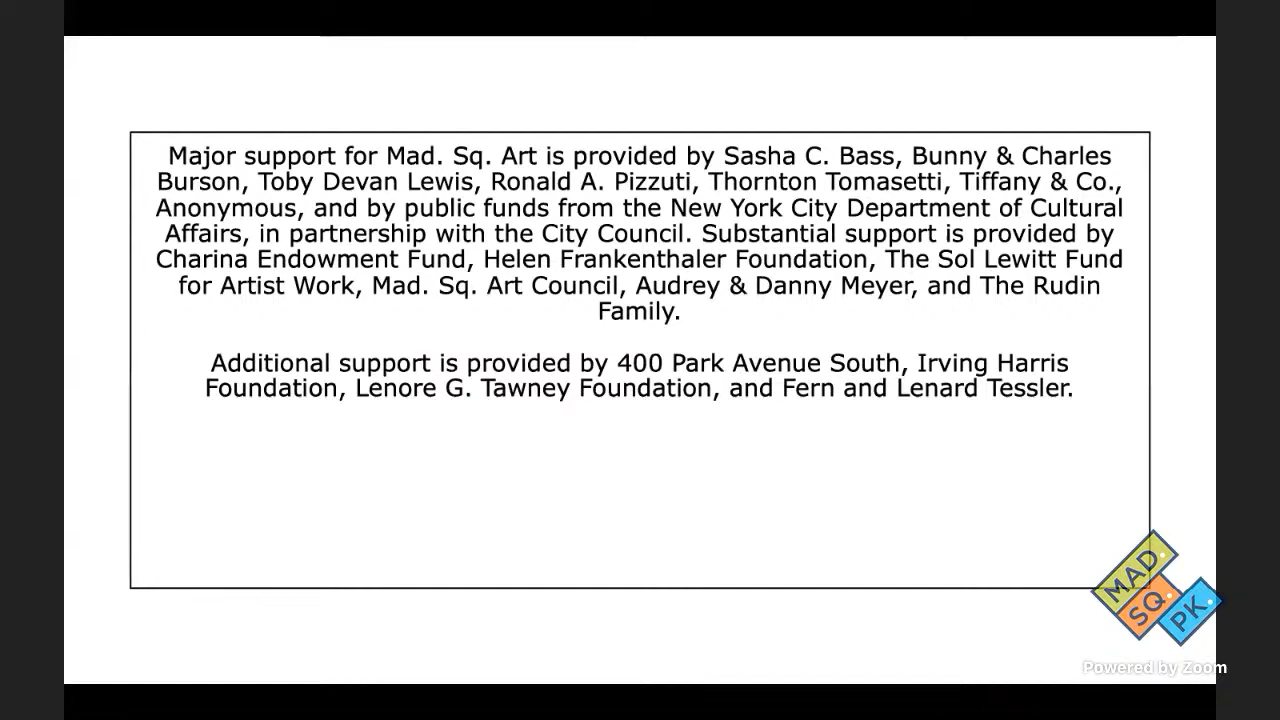 Major support for Mad. Sq. Art is provided by Sasha C. Bass, Bunny & Charles
Burson, Toby Devan Lewis, Ronald A. Pizzuti, Thornton Tomasetti, Tiffany & Co.,
Anonymous, and by public funds from the New York City Department of Cultural
Affairs, in partnership with the City Council. Substantial support is provided by
Charina Endowment Fund, Helen Frankenthaler Foundation, The Sol Lewitt Fund
for Artist Work, Mad. Sq. Art Council, Audrey & Danny Meyer, and The Rudin
Family.
Additional support is provided by 400 Park Avenue South, Irving Harris
Foundation, Lenore G. Tawney Foundation, and Fern and Lenard Tessler.
MAD.
SQ.
PK.
Powered by Zoom